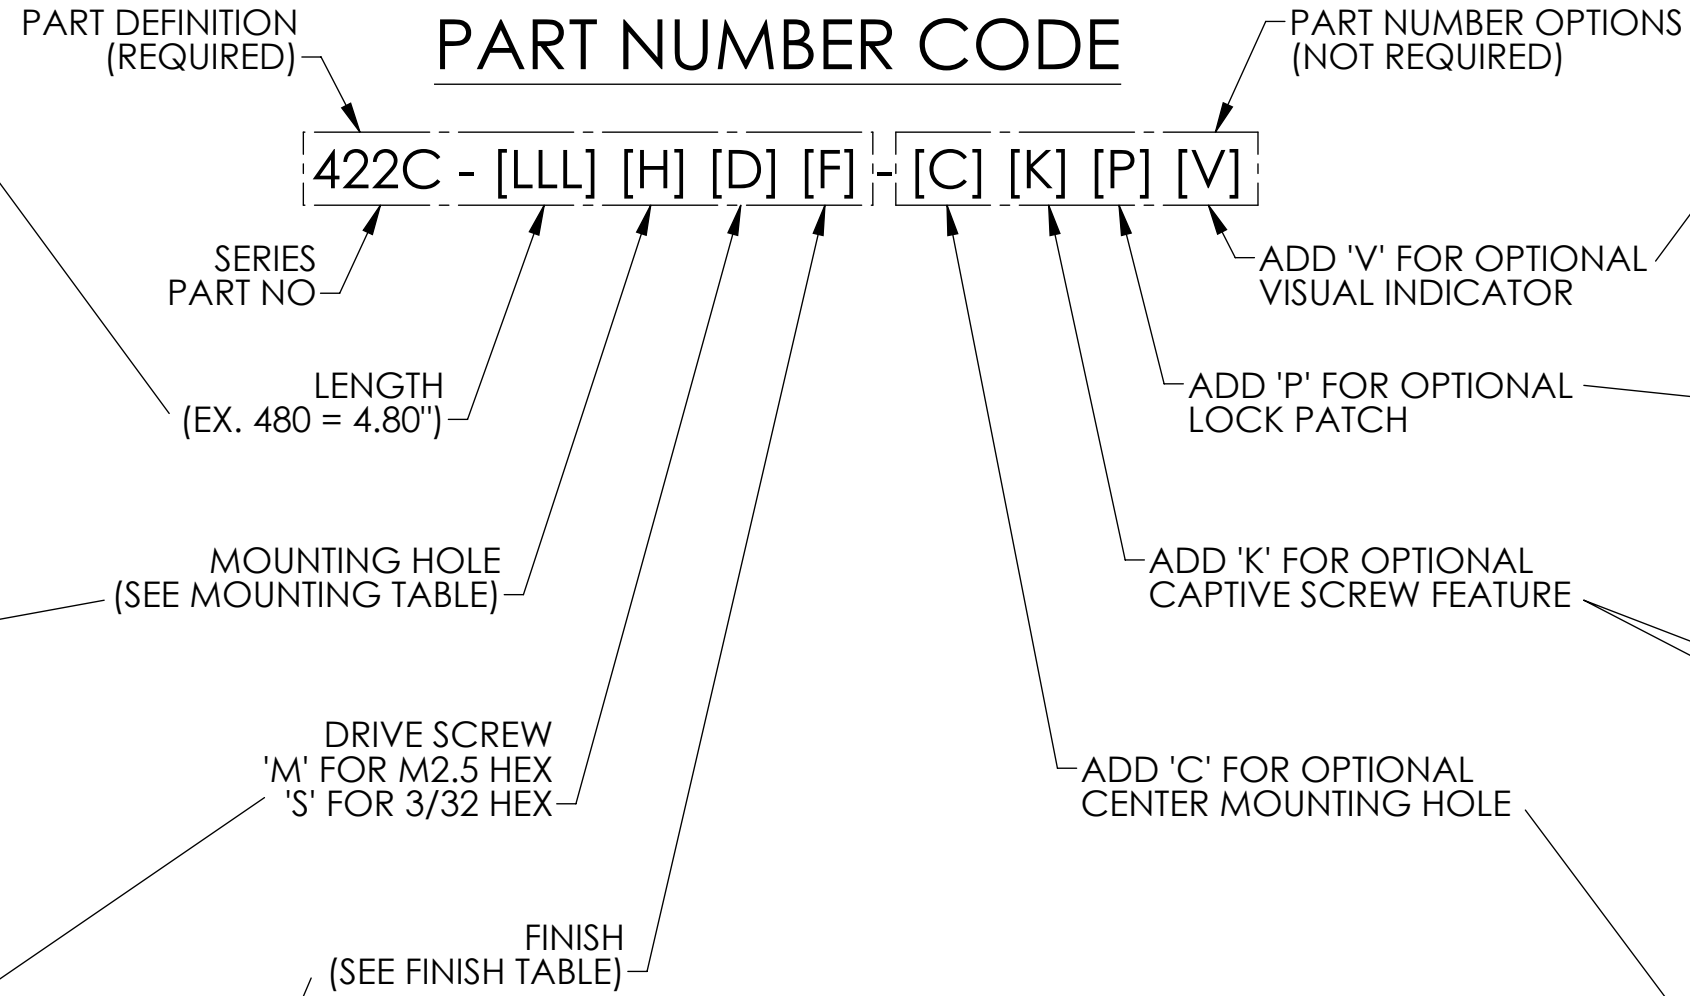 PART DEFINITION
(REQUIRED)
PART NUMBER CODE
PART NUMBER OPTIONS
(NOT REQUIRED)
422C - [LLL] [H] [D] [F] - [C] [K] [P] [V]
SERIES
PART NO
ADD 'V' FOR OPTIONAL
VISUAL INDICATOR
LENGTH
(EX. 480 = 4.80")
ADD 'P' FOR OPTIONAL
LOCK PATCH
MOUNTING HOLE
(SEE MOUNTING TABLE)
ADD 'K' FOR OPTIONAL
CAPTIVE SCREW FEATURE
DRIVE SCREW
'M' FOR M2.5 HEX
'S' FOR 3/32 HEX
ADD 'C' FOR OPTIONAL
CENTER MOUNTING HOLE
FINISH
(SEE FINISH TABLE)